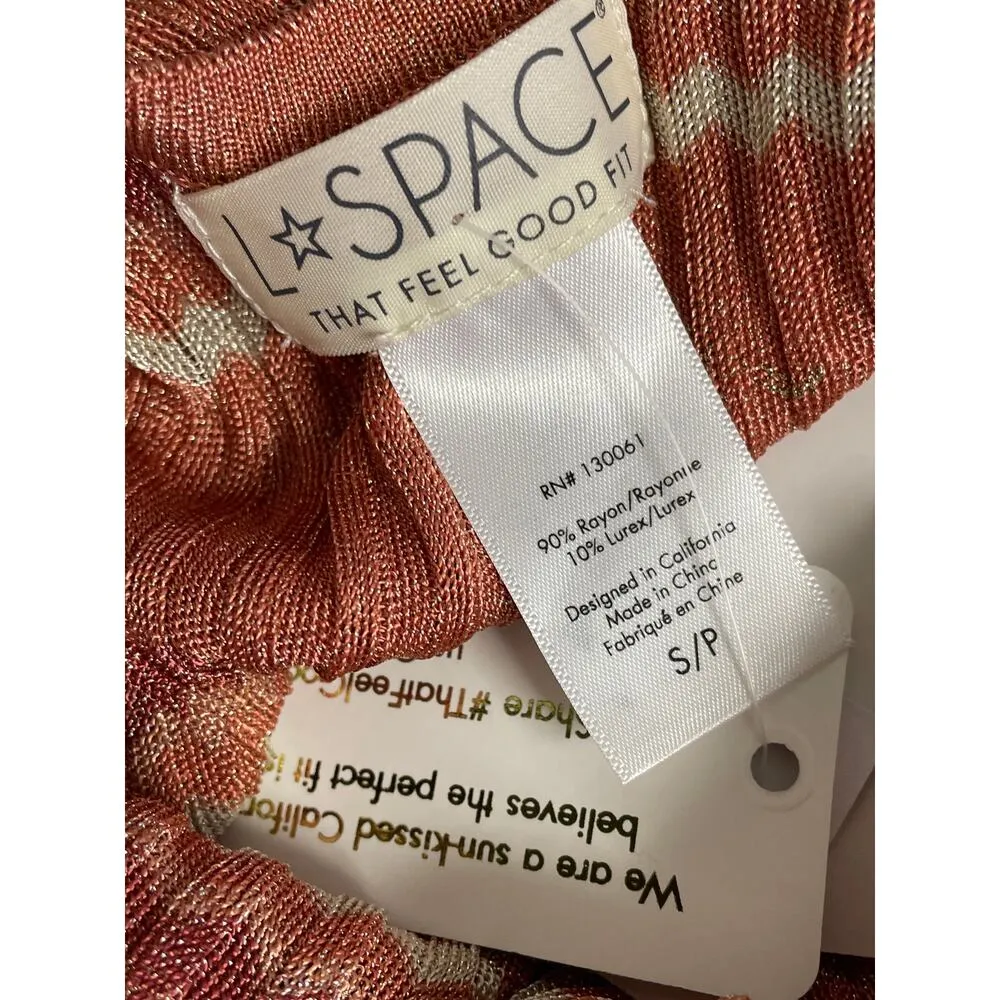 L☆SPACE®
THAT FEEL GOOD FIT
RN# 130061
90% Rayon/Rayonne
10% Lurex/Lurex
Designed in California
Made in China
Fabriqué en Chine
S/P
We are a sun-kissed Califor
believes the perfect fit is
Share #ThatFeelGo